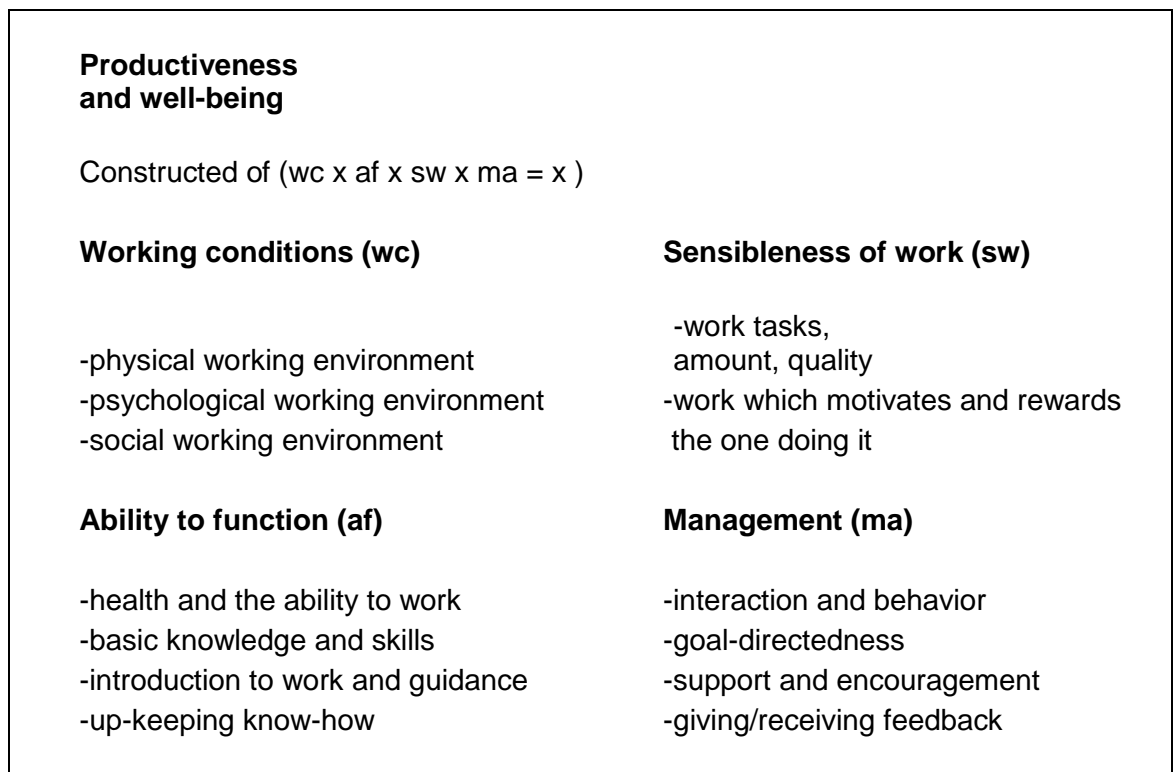 Productiveness
and well-being
Constructed of (wc x af x sw x ma = x )
Working conditions (wc)
-physical working environment
-psychological working environment
-social working environment
Sensibleness of work (sw)
-work tasks,
amount, quality
-work which motivates and rewards
the one doing it
Ability to function (af)
-health and the ability to work
-basic knowledge and skills
-introduction to work and guidance
-up-keeping know-how
Management (ma)
-interaction and behavior
-goal-directedness
-support and encouragement
-giving/receiving feedback